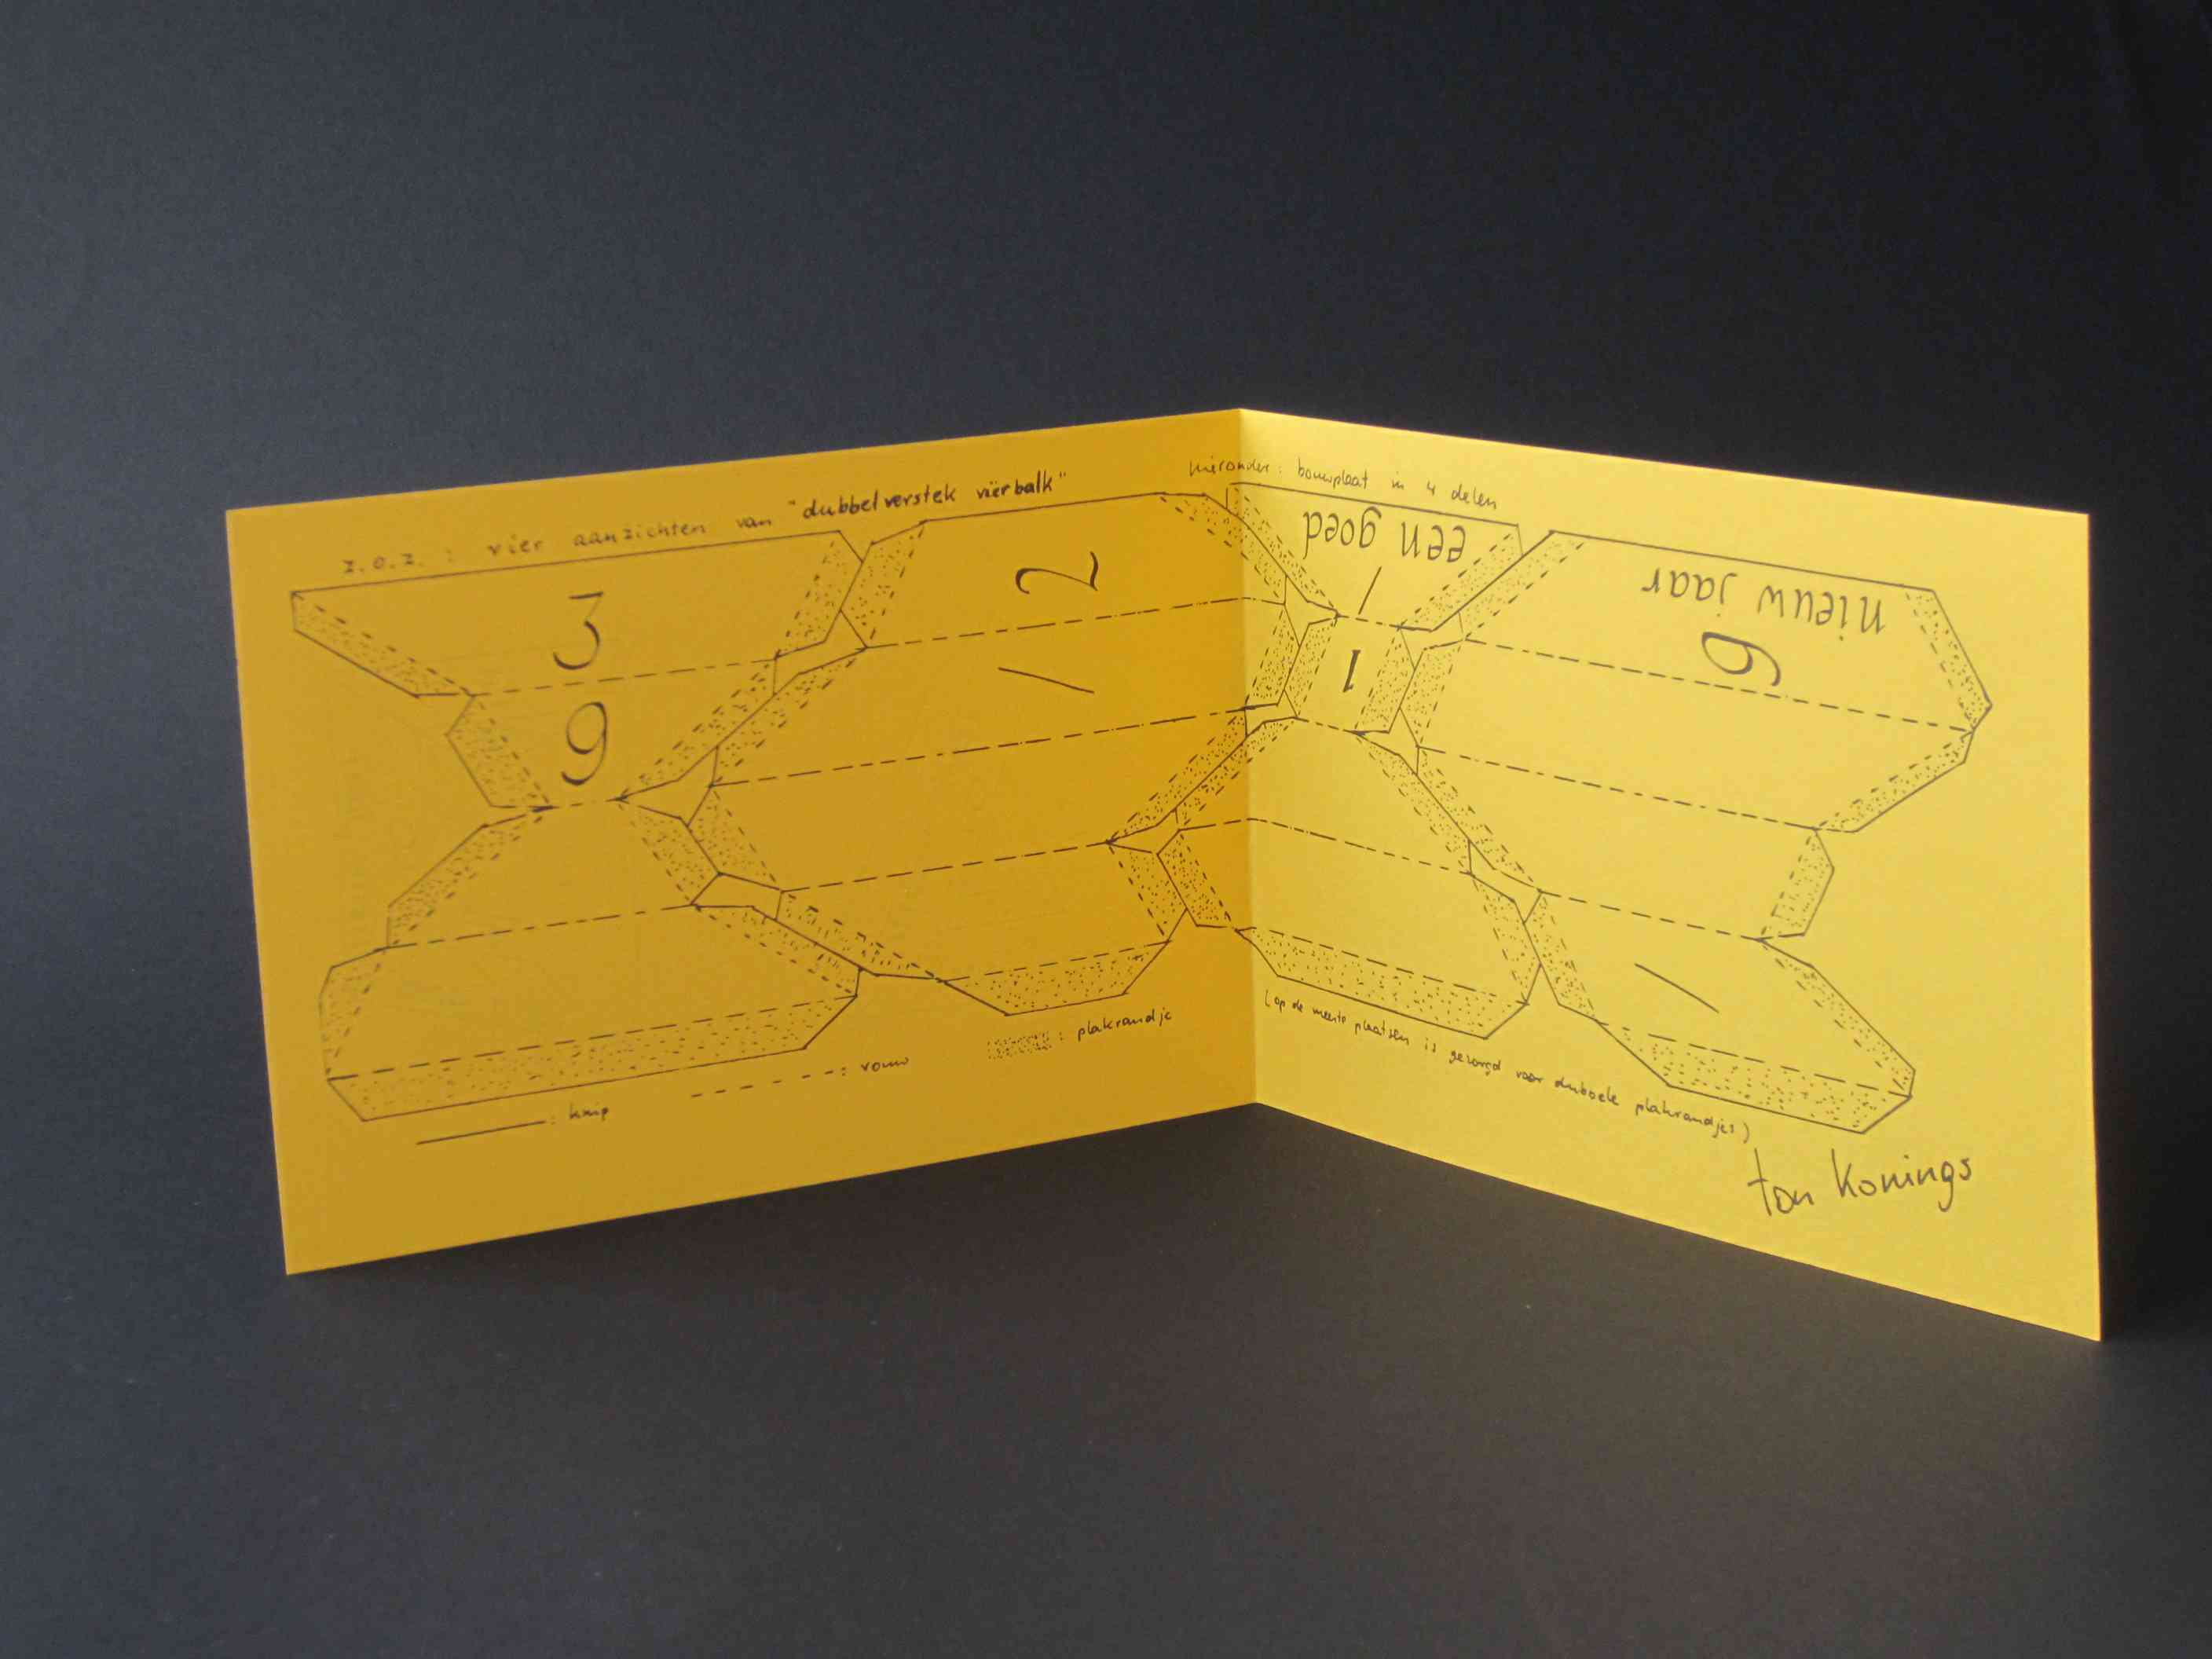 z.o.z. : vier aanzichten van "dubbelverstek vierbalk"
hieronder : bouwplaat in 4 delen
een goed
nieuw jaar
3
2
9
1
6
: knip
: vouw
: plakrandje
(op de meeste plaatsen is gezorgd voor dubbele plakrandjes)
ton Konings